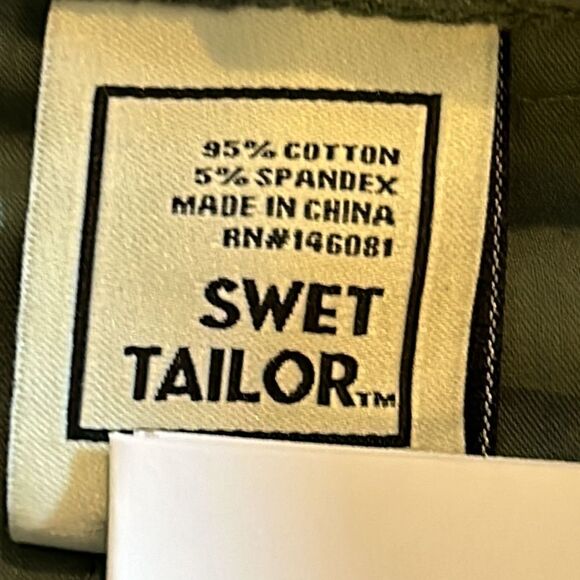 95% COTTON
5% SPANDEX
MADE IN CHINA
RN#146081
SWET
TAILOR™